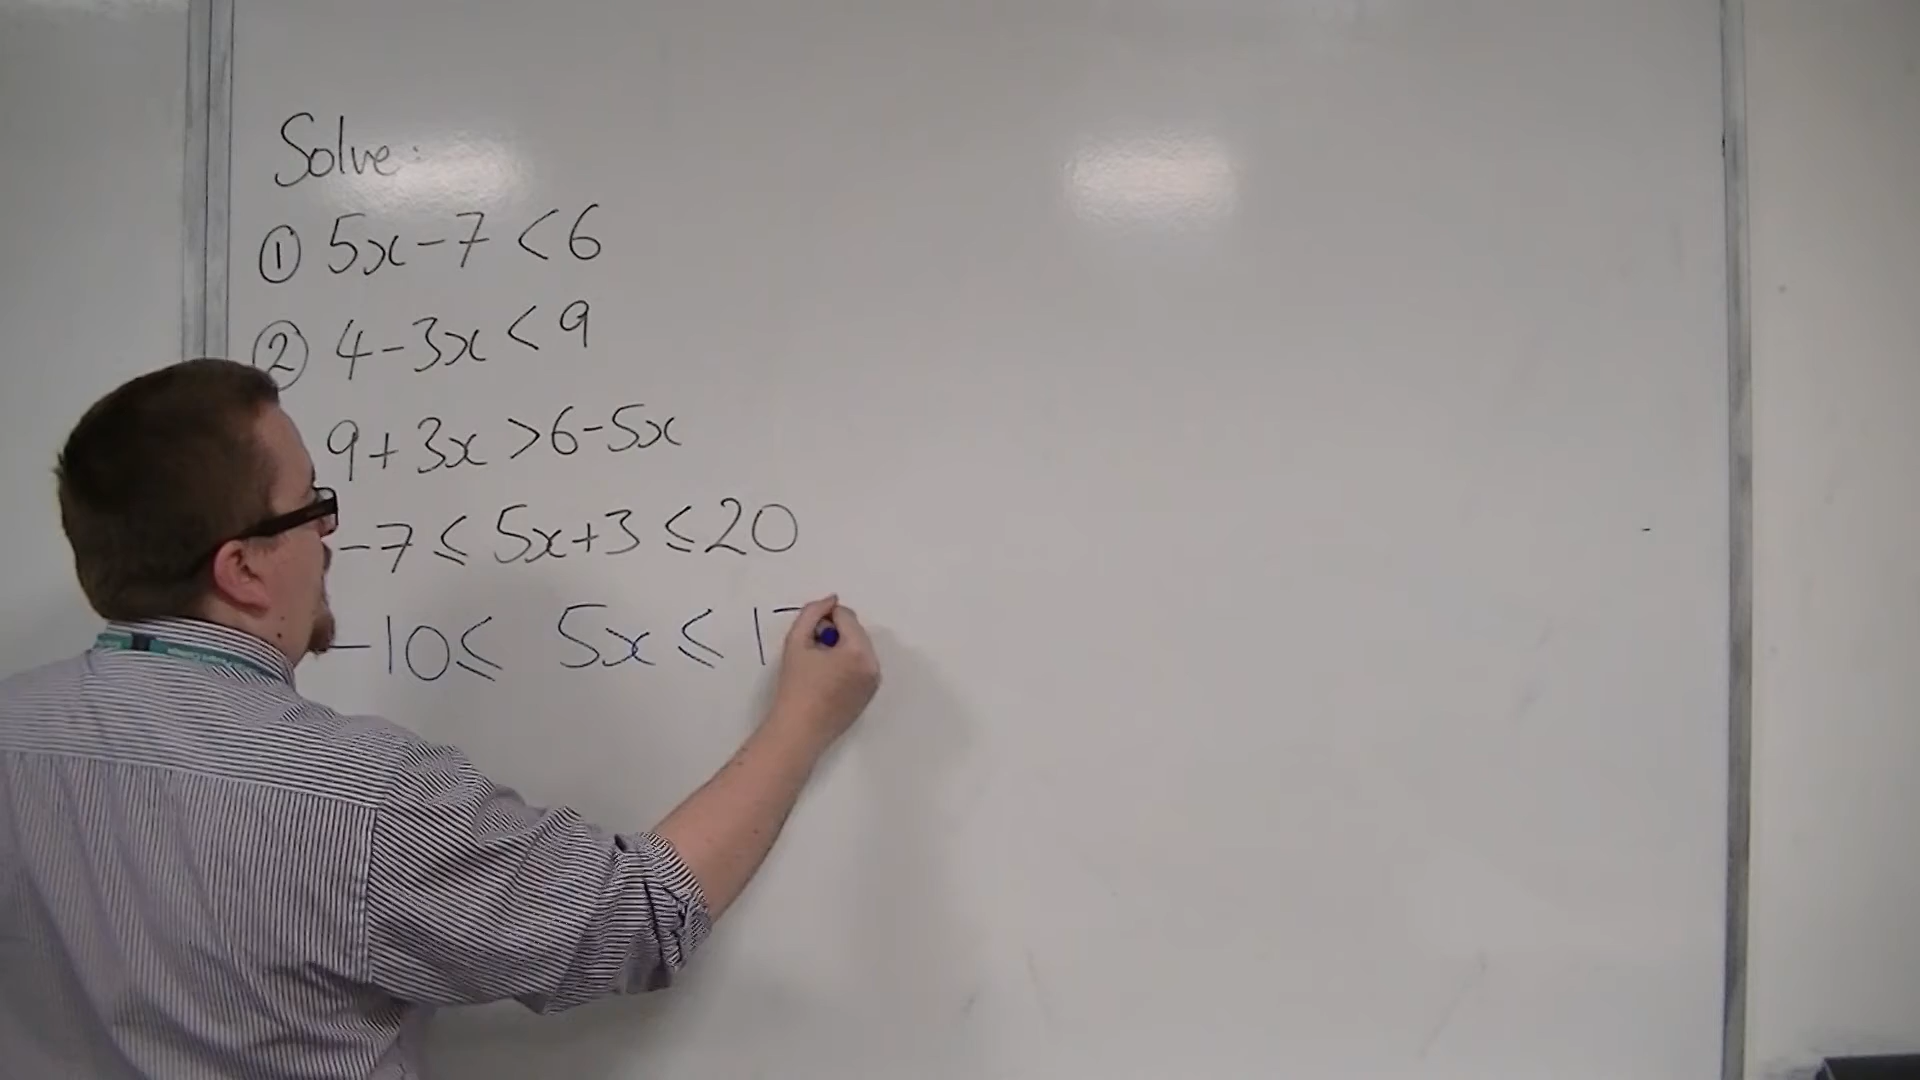 Solve:
① 5x-7 < 6
② 4-3x < 9
9+3x > 6-5x
-7 ≤ 5x+3 ≤ 20
-10 ≤ 5x ≤ 17